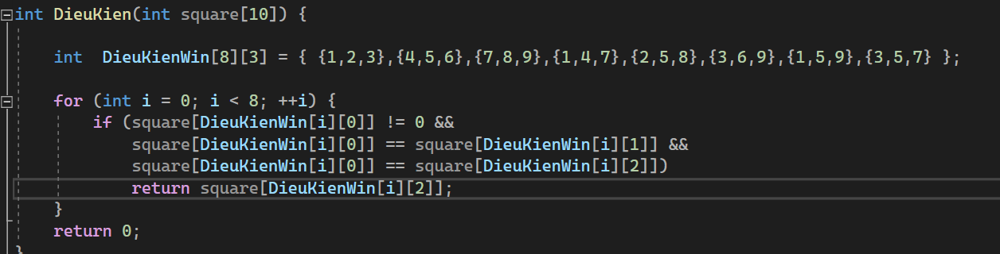 int DieuKien(int square[10]) {
int DieuKienWin[8][3] = { {1,2,3},{4,5,6},{7,8,9},{1,4,7},{2,5,8},{3,6,9},{1,5,9},{3,5,7} };
for (int i = 0; i < 8; ++i) {
if (square[DieuKienWin[i][0]] != 0 &&
square[DieuKienWin[i][0]] == square[DieuKienWin[i][1]] &&
square[DieuKienWin[i][0]] == square[DieuKienWin[i][2]])
return square[DieuKienWin[i][2]];
}
return 0;
}